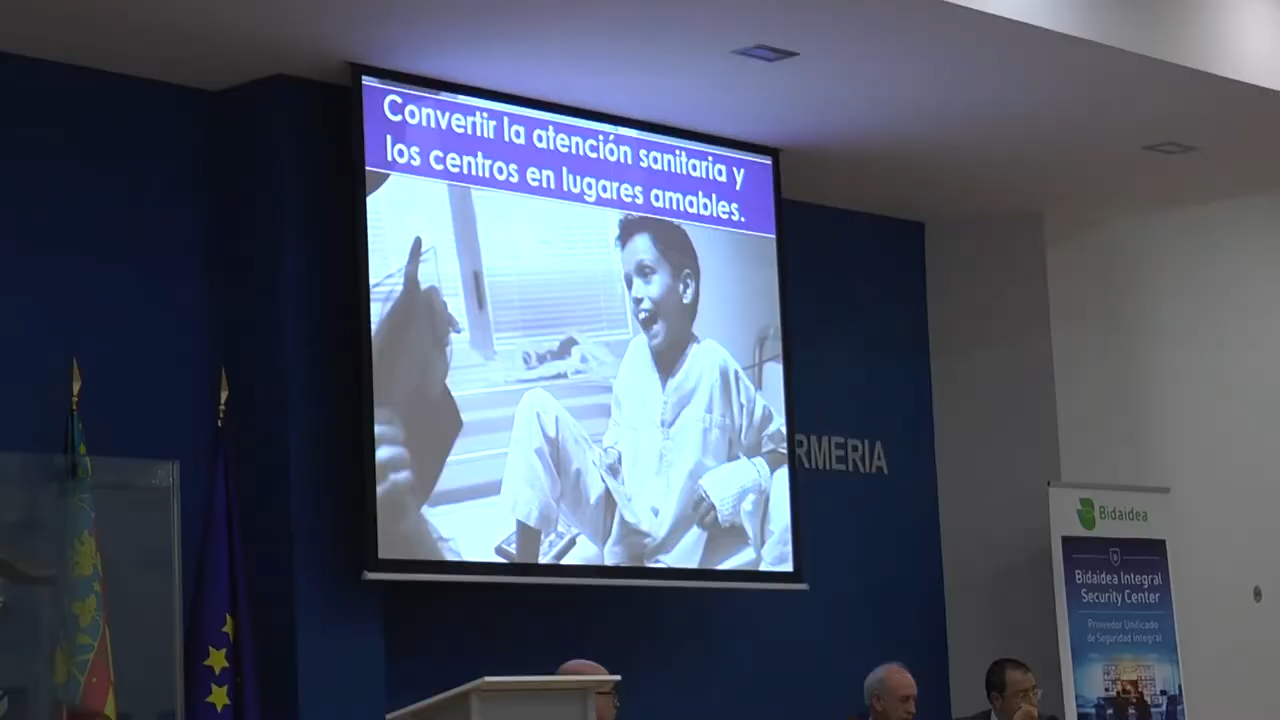 Convertir la atención sanitaria y
los centros en lugares amables.
RMERIA
Bidaidea
Bidaidea Integral
Security Center
Proveedor Unificado
de Seguridad Integral